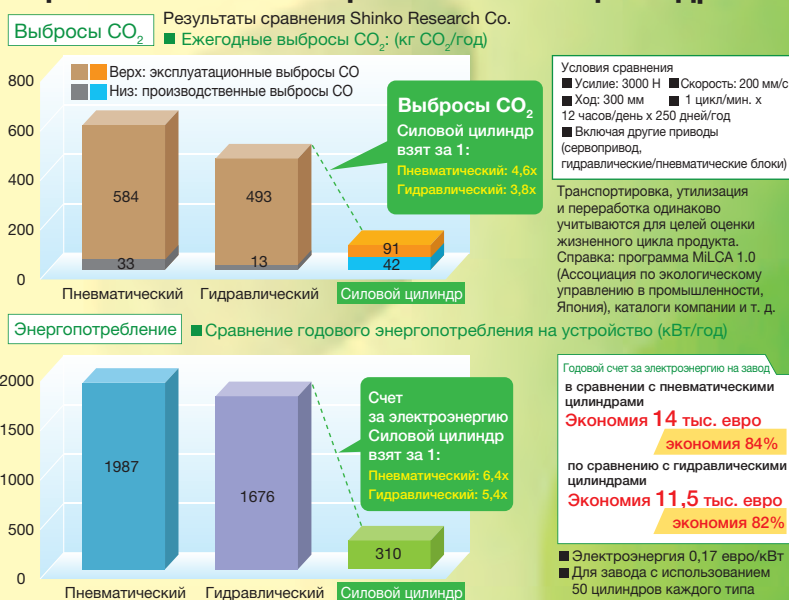 Выбросы CO2
Результаты сравнения Shinko Research Co.
■ Ежегодные выбросы CO2: (кг CO2/год)
Верх: эксплуатационные выбросы CO
Низ: производственные выбросы CO
800
600
400
200
0
584
33
493
13
91
42
Пневматический
Гидравлический
Силовой цилиндр
Выбросы CO2
Силовой цилиндр
взят за 1:
Пневматический: 4,6x
Гидравлический: 3,8x
Условия сравнения
■ Усилие: 3000 Н ■ Скорость: 200 мм/с
■ Ход: 300 мм ■ 1 цикл/мин. x
12 часов/день x 250 дней/год
■ Включая другие приводы
(сервопривод,
гидравлические/пневматические блоки)
Транспортировка, утилизация
и переработка одинаково
учитываются для целей оценки
жизненного цикла продукта.
Справка: программа MiLCA 1.0
(Ассоциация по экологическому
управлению в промышленности,
Япония), каталоги компании и т. д.
Энергопотребление
■ Сравнение годового энергопотребления на устройство (кВт/год)
2000
1500
1000
500
0
1987
1676
310
Пневматический
Гидравлический
Силовой цилиндр
Счет
за электроэнергию
Силовой цилиндр
взят за 1:
Пневматический: 6,4x
Гидравлический: 5,4x
Годовой счет за электроэнергию на завод
в сравнении с пневматическими
цилиндрами
Экономия 14 тыс. евро
экономия 84%
по сравнению с гидравлическими
цилиндрами
Экономия 11,5 тыс. евро
экономия 82%
■ Электроэнергия 0,17 евро/кВт
■ Для завода с использованием
50 цилиндров каждого типа